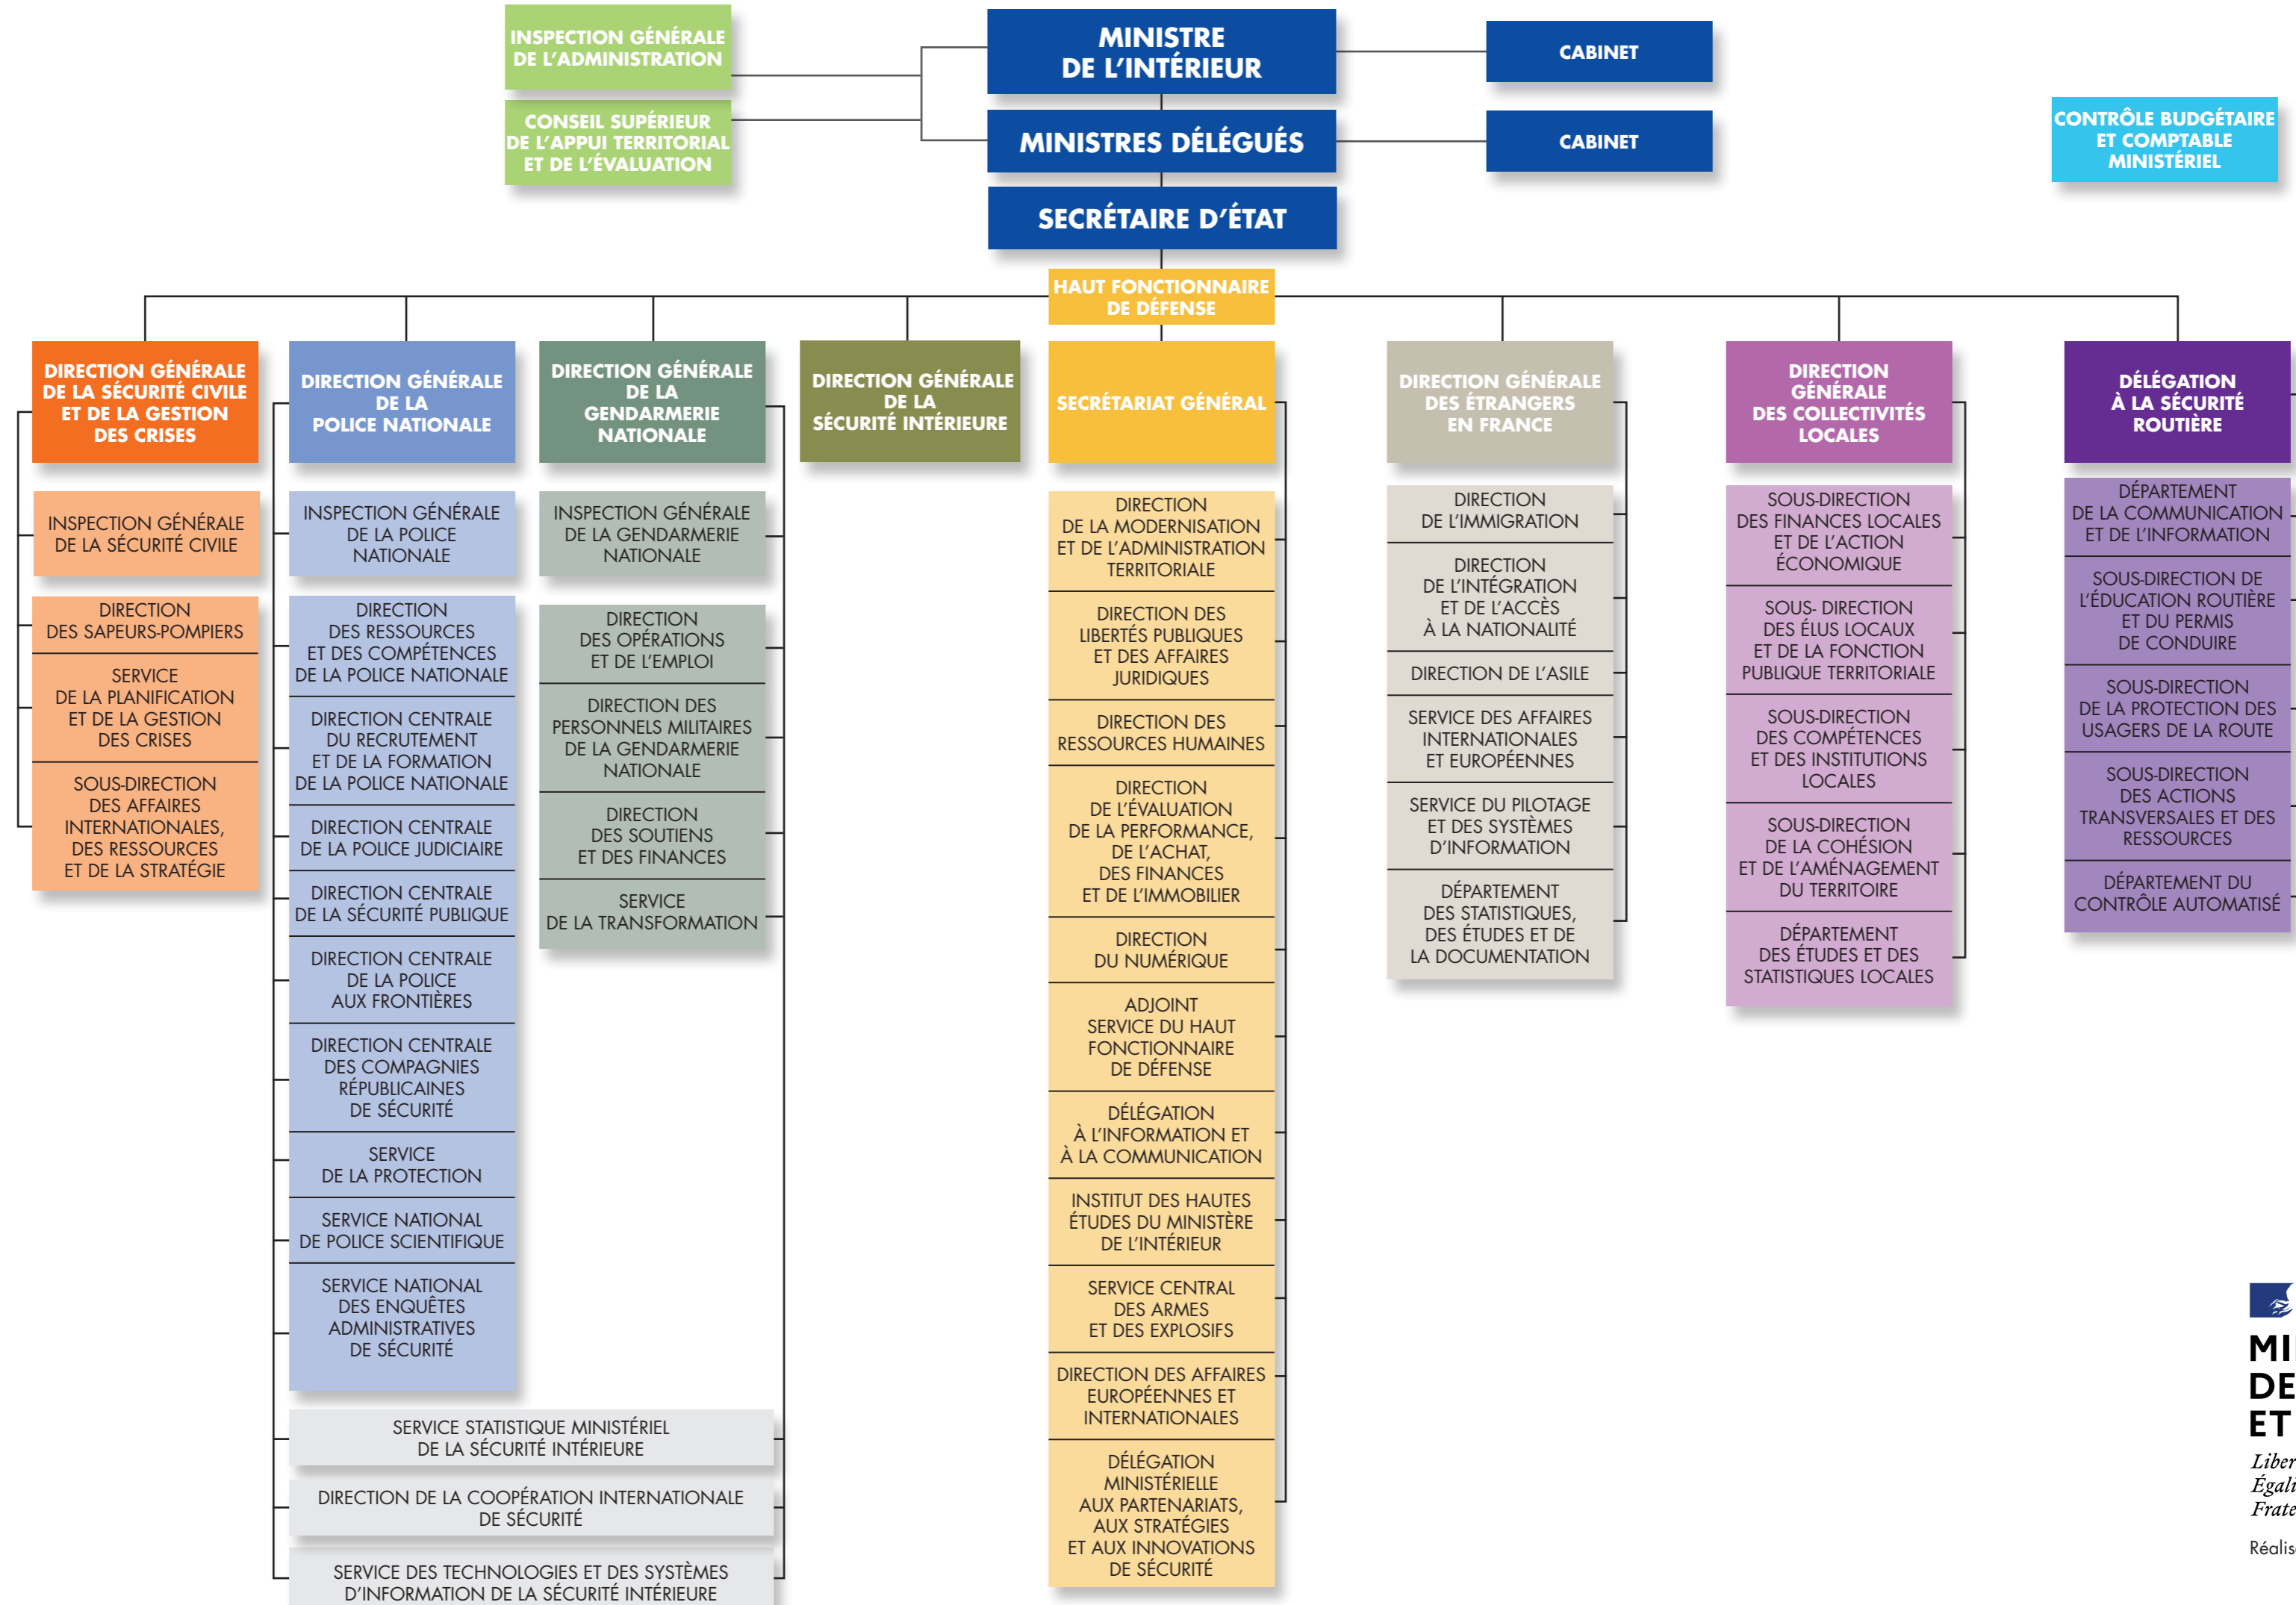 INSPECTION GÉNÉRALE
DE L'ADMINISTRATION
CONSEIL SUPÉRIEUR
DE L'APPUI TERRITORIAL
ET DE L'ÉVALUATION
MINISTRE
DE L'INTÉRIEUR
CABINET
MINISTRES DÉLÉGUÉS
CABINET
SECRÉTAIRE D'ÉTAT
CONTRÔLE BUDGÉTAIRE
ET COMPTABLE
MINISTÉRIEL
HAUT FONCTIONNAIRE
DE DÉFENSE
DIRECTION GÉNÉRALE
DE LA SÉCURITÉ CIVILE
ET DE LA GESTION
DES CRISES
INSPECTION GÉNÉRALE
DE LA SÉCURITÉ CIVILE
DIRECTION
DES SAPEURS-POMPIERS
SERVICE
DE LA PLANIFICATION
ET DE LA GESTION
DES CRISES
SOUS-DIRECTION
DES AFFAIRES
INTERNATIONALES,
DES RESSOURCES
ET DE LA STRATÉGIE
DIRECTION GÉNÉRALE
DE LA
POLICE NATIONALE
INSPECTION GÉNÉRALE
DE LA POLICE
NATIONALE
DIRECTION
DES RESSOURCES
ET DES COMPÉTENCES
DE LA POLICE NATIONALE
DIRECTION CENTRALE
DU RECRUTEMENT
ET DE LA FORMATION
DE LA POLICE NATIONALE
DIRECTION CENTRALE
DE LA POLICE JUDICIAIRE
DIRECTION CENTRALE
DE LA SÉCURITÉ PUBLIQUE
DIRECTION CENTRALE
DE LA POLICE
AUX FRONTIÈRES
DIRECTION CENTRALE
DES COMPAGNIES
RÉPUBLICAINES
DE SÉCURITÉ
SERVICE
DE LA PROTECTION
SERVICE NATIONAL
DE POLICE SCIENTIFIQUE
SERVICE NATIONAL
DES ENQUÊTES
ADMINISTRATIVES
DE SÉCURITÉ
DIRECTION GÉNÉRALE
DE LA
GENDARMERIE
NATIONALE
INSPECTION GÉNÉRALE
DE LA GENDARMERIE
NATIONALE
DIRECTION
DES OPÉRATIONS
ET DE L'EMPLOI
DIRECTION DES
PERSONNELS MILITAIRES
DE LA GENDARMERIE
NATIONALE
DIRECTION
DES SOUTIENS
ET DES FINANCES
SERVICE
DE LA TRANSFORMATION
SERVICE STATISTIQUE MINISTÉRIEL
DE LA SÉCURITÉ INTÉRIEURE
DIRECTION DE LA COOPÉRATION INTERNATIONALE
DE SÉCURITÉ
SERVICE DES TECHNOLOGIES ET DES SYSTÈMES
D'INFORMATION DE LA SÉCURITÉ INTÉRIEURE
DIRECTION GÉNÉRALE
DE LA
SÉCURITÉ INTÉRIEURE
SECRÉTARIAT GÉNÉRAL
DIRECTION
DE LA MODERNISATION
ET DE L'ADMINISTRATION
TERRITORIALE
DIRECTION DES
LIBERTÉS PUBLIQUES
ET DES AFFAIRES
JURIDIQUES
DIRECTION DES
RESSOURCES HUMAINES
DIRECTION
DE L'ÉVALUATION
DE LA PERFORMANCE,
DE L'ACHAT,
DES FINANCES
ET DE L'IMMOBILIER
DIRECTION
DU NUMÉRIQUE
ADJOINT
SERVICE DU HAUT
FONCTIONNAIRE
DE DÉFENSE
DÉLÉGATION
À L'INFORMATION ET
À LA COMMUNICATION
INSTITUT DES HAUTES
ÉTUDES DU MINISTÈRE
DE L'INTÉRIEUR
SERVICE CENTRAL
DES ARMES
ET DES EXPLOSIFS
DIRECTION DES AFFAIRES
EUROPÉENNES ET
INTERNATIONALES
DÉLÉGATION
MINISTÉRIELLE
AUX PARTENARIATS,
AUX STRATÉGIES
ET AUX INNOVATIONS
DE SÉCURITÉ
DIRECTION GÉNÉRALE
DES ÉTRANGERS
EN FRANCE
DIRECTION
DE L'IMMIGRATION
DIRECTION
DE L'INTÉGRATION
ET DE L'ACCÈS
À LA NATIONALITÉ
DIRECTION DE L'ASILE
SERVICE DES AFFAIRES
INTERNATIONALES
ET EUROPÉENNES
SERVICE DU PILOTAGE
ET DES SYSTÈMES
D'INFORMATION
DÉPARTEMENT
DES STATISTIQUES,
DES ÉTUDES ET DE
LA DOCUMENTATION
DIRECTION
GÉNÉRALE
DES COLLECTIVITÉS
LOCALES
SOUS-DIRECTION
DES FINANCES LOCALES
ET DE L'ACTION
ÉCONOMIQUE
SOUS- DIRECTION
DES ÉLUS LOCAUX
ET DE LA FONCTION
PUBLIQUE TERRITORIALE
SOUS-DIRECTION
DES COMPÉTENCES
ET DES INSTITUTIONS
LOCALES
SOUS-DIRECTION
DE LA COHÉSION
ET DE L'AMÉNAGEMENT
DU TERRITOIRE
DÉPARTEMENT
DES ÉTUDES ET DES
STATISTIQUES LOCALES
DÉLÉGATION
À LA SÉCURITÉ
ROUTIÈRE
DÉPARTEMENT
DE LA COMMUNICATION
ET DE L'INFORMATION
SOUS-DIRECTION DE
L'ÉDUCATION ROUTIÈRE
ET DU PERMIS
DE CONDUIRE
SOUS-DIRECTION
DE LA PROTECTION DES
USAGERS DE LA ROUTE
SOUS-DIRECTION
DES ACTIONS
TRANSVERSALES ET DES
RESSOURCES
DÉPARTEMENT DU
CONTRÔLE AUTOMATISÉ
DE
ET